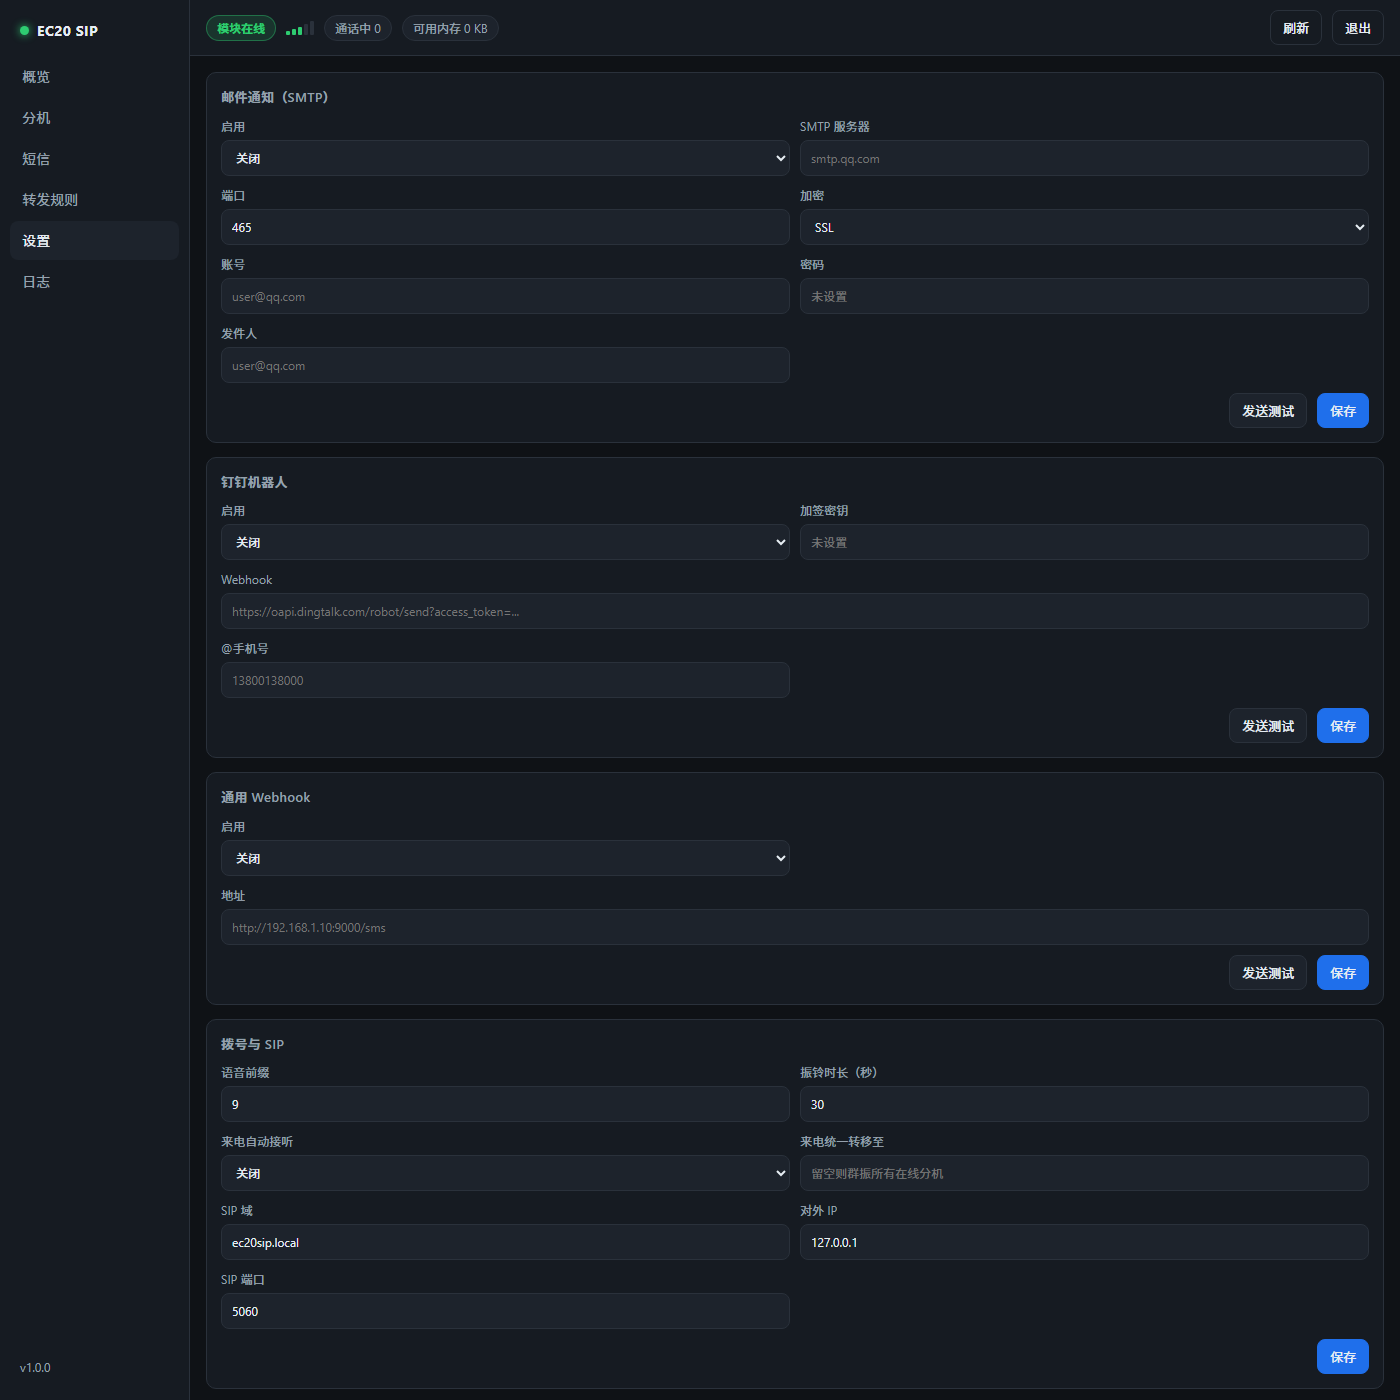 EC20 SIP
概览
分机
短信
转发规则
设置
日志
v1.0.0
模块在线
通话中 0
可用内存 0 KB
刷新
退出
邮件通知（SMTP）
启用
SMTP 服务器
关闭
smtp.qq.com
端口
加密
465
SSL
账号
密码
user@qq.com
未设置
发件人
user@qq.com
发送测试
保存
钉钉机器人
启用
加签密钥
关闭
未设置
Webhook
https://oapi.dingtalk.com/robot/send?access_token=...
@手机号
13800138000
发送测试
保存
通用 Webhook
启用
关闭
地址
http://192.168.1.10:9000/sms
发送测试
保存
拨号与 SIP
语音前缀
振铃时长（秒）
9
30
来电自动接听
来电统一转移至
关闭
留空则群振所有在线分机
SIP 域
对外 IP
ec20sip.local
127.0.0.1
SIP 端口
5060
保存